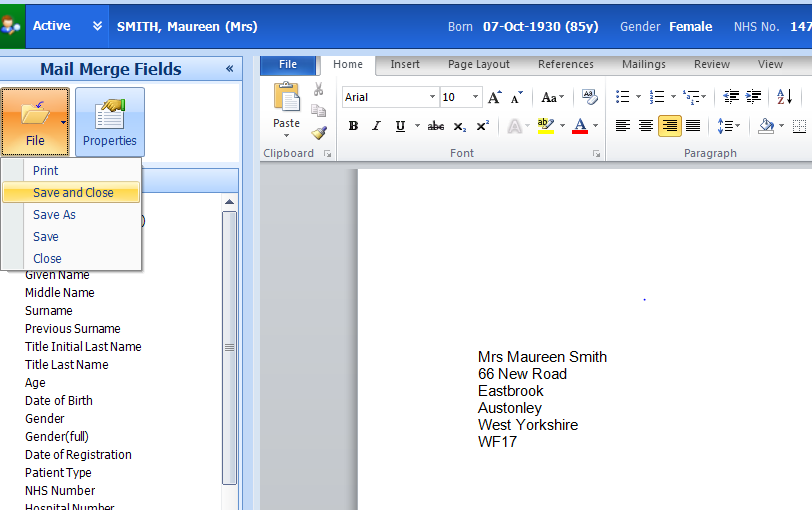 Active SMITH, Maureen (Mrs) Born 07-Oct-1930 (85y) Gender Female NHS No. 147
Mail Merge Fields «
File
Properties
Print
Save and Close
Save As
Save
Close
Given Name
Middle Name
Surname
Previous Surname
Title Initial Last Name
Title Last Name
Age
Date of Birth
Gender
Gender(full)
Date of Registration
Patient Type
NHS Number
Hospital Number
File Home Insert Page Layout References Mailings Review View
Paste
Arial 10
Clipboard Font Paragraph
Mrs Maureen Smith
66 New Road
Eastbrook
Austonley
West Yorkshire
WF17